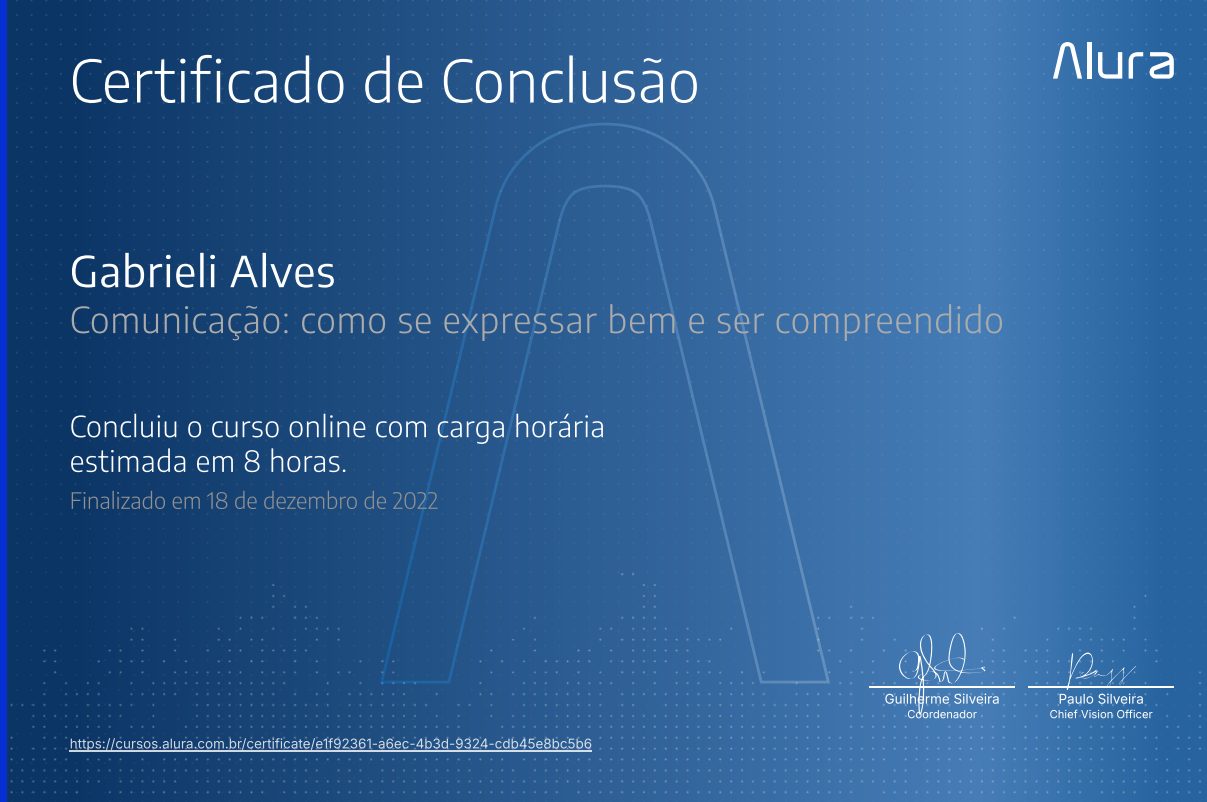 Certificado de Conclusão
Alura
Gabrieli Alves
Comunicação: como se expressar bem e ser compreendido
Concluiu o curso online com carga horária
estimada em 8 horas.
Finalizado em 18 de dezembro de 2022
Guilherme Silveira
Coordenador
Paulo Silveira
Chief Vision Officer
https://cursos.alura.com.br/certificate/e1f92361-a6ec-4b3d-9324-cdb45e8bc5b6